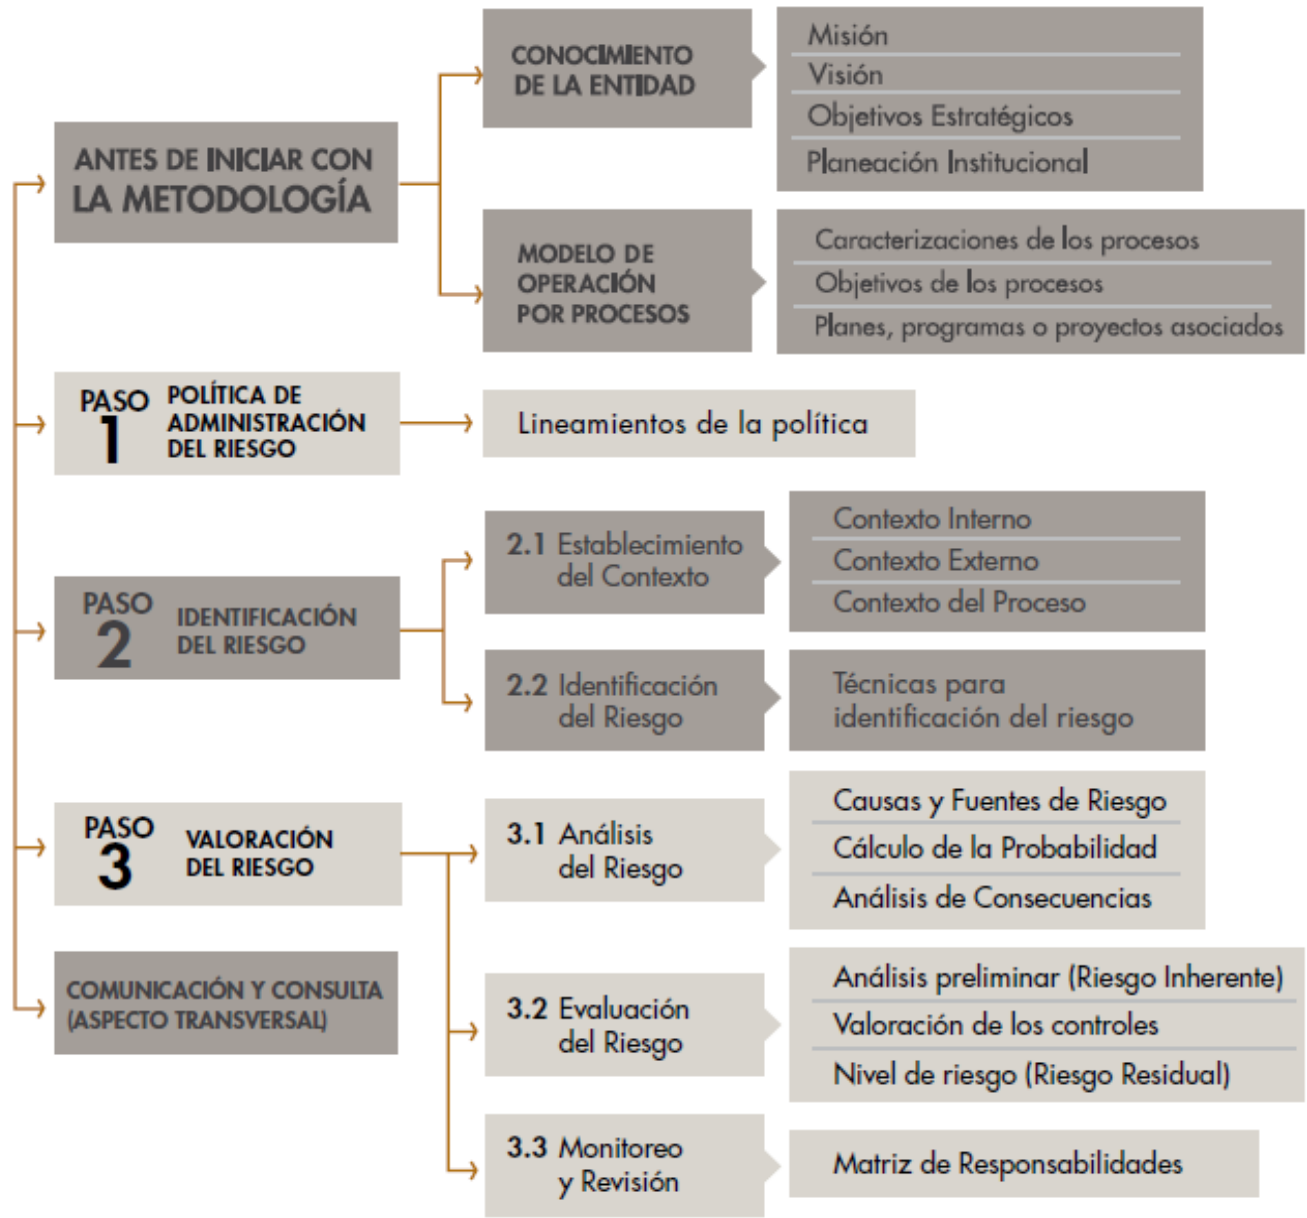 ANTES DE INICIAR CON
LA METODOLOGÍA
CONOCIMIENTO
DE LA ENTIDAD
Misión
Visión
Objetivos Estratégicos
Planeación Institucional
MODELO DE
OPERACIÓN
POR PROCESOS
Caracterizaciones de los procesos
Objetivos de los procesos
Planes, programas o proyectos asociados
PASO
1
POLÍTICA DE
ADMINISTRACIÓN
DEL RIESGO
Lineamientos de la política
PASO
2
IDENTIFICACIÓN
DEL RIESGO
2.1 Establecimiento
del Contexto
Contexto Interno
Contexto Externo
Contexto del Proceso
2.2 Identificación
del Riesgo
Técnicas para
identificación del riesgo
PASO
3
VALORACIÓN
DEL RIESGO
3.1 Análisis
del Riesgo
Causas y Fuentes de Riesgo
Cálculo de la Probabilidad
Análisis de Consecuencias
3.2 Evaluación
del Riesgo
Análisis preliminar (Riesgo Inherente)
Valoración de los controles
Nivel de riesgo (Riesgo Residual)
3.3 Monitoreo
y Revisión
Matriz de Responsabilidades
COMUNICACIÓN Y CONSULTA
(ASPECTO TRANSVERSAL)